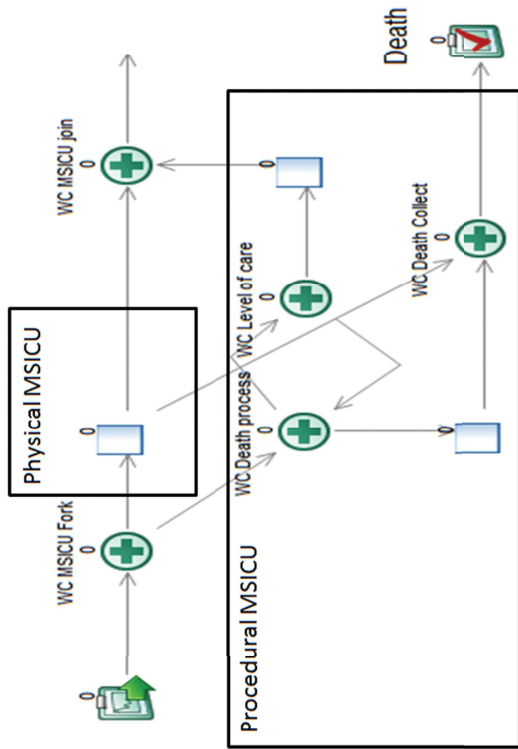 0
WC MSICU Fork
0
Physical MSICU
0
WC MSICU join
0
Procedural MSICU
WC Death process
0
WC Level of care
0
0
0
WC Death Collect
0
Death
0